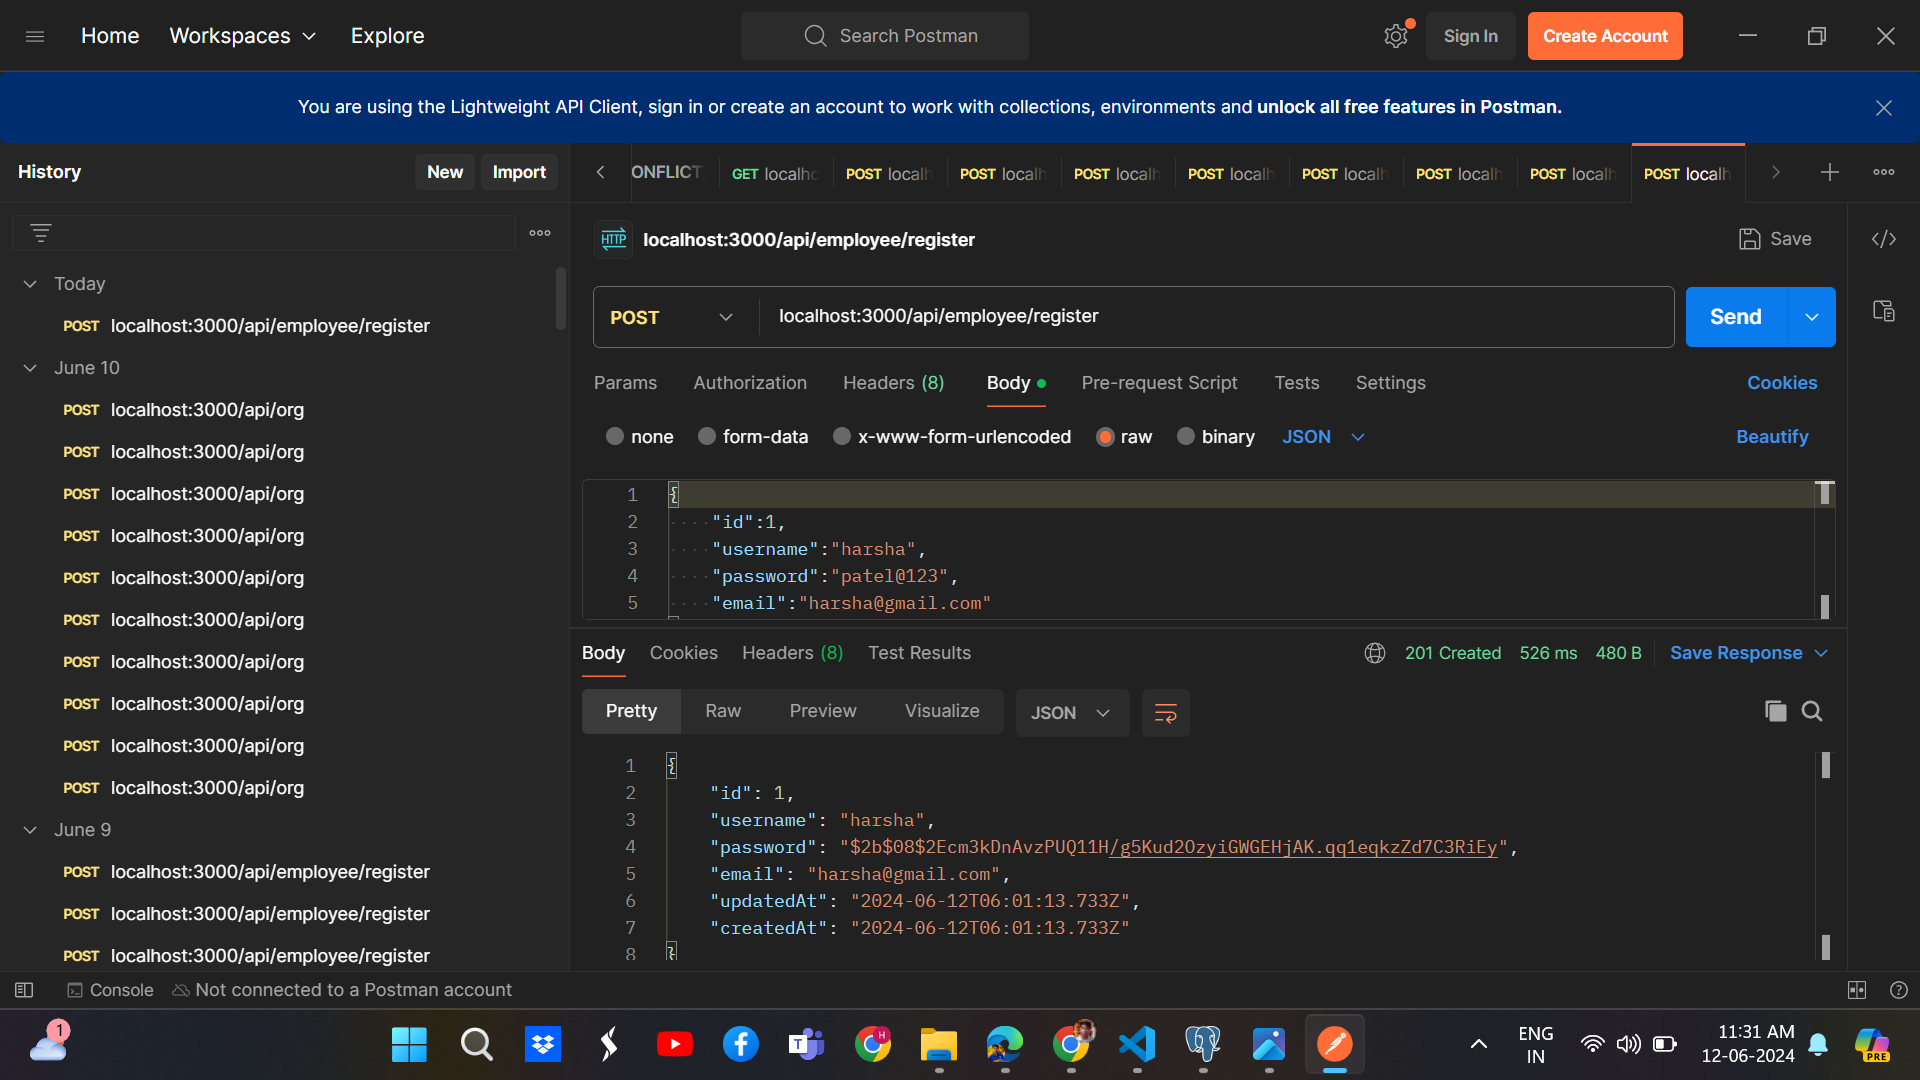 Home
Workspaces
Explore
Search Postman
Sign In
Create Account
You are using the Lightweight API Client, sign in or create an account to work with collections, environments and unlock all free features in Postman.
History
New
Import
ONFLICT
GET localho
POST localh
POST localh
POST localh
POST localh
POST localh
POST localh
POST localh
POST localh
Today
POST localhost:3000/api/employee/register
June 10
POST localhost:3000/api/org
POST localhost:3000/api/org
POST localhost:3000/api/org
POST localhost:3000/api/org
POST localhost:3000/api/org
POST localhost:3000/api/org
POST localhost:3000/api/org
POST localhost:3000/api/org
POST localhost:3000/api/org
POST localhost:3000/api/org
June 9
POST localhost:3000/api/employee/register
POST localhost:3000/api/employee/register
POST localhost:3000/api/employee/register
HTTP localhost:3000/api/employee/register
Save
POST
localhost:3000/api/employee/register
Send
Params
Authorization
Headers (8)
Body
Pre-request Script
Tests
Settings
Cookies
none
form-data
x-www-form-urlencoded
raw
binary
JSON
Beautify
1 {
2 "id":1,
3 "username":"harsha",
4 "password":"patel@123",
5 "email":"harsha@gmail.com"
Body
Cookies
Headers (8)
Test Results
201 Created
526 ms
480 B
Save Response
Pretty
Raw
Preview
Visualize
JSON
1 {
2 "id": 1,
3 "username": "harsha",
4 "password": "$2b$08$2Ecm3kDnAvzPUQ11H/g5Kud2OzyiGWGEHjAK.qq1eqkzZd7C3RiEy",
5 "email": "harsha@gmail.com",
6 "updatedAt": "2024-06-12T06:01:13.733Z",
7 "createdAt": "2024-06-12T06:01:13.733Z"
8 }
Console
Not connected to a Postman account
1
T
H
PRE
ENG
IN
11:31 AM
12-06-2024